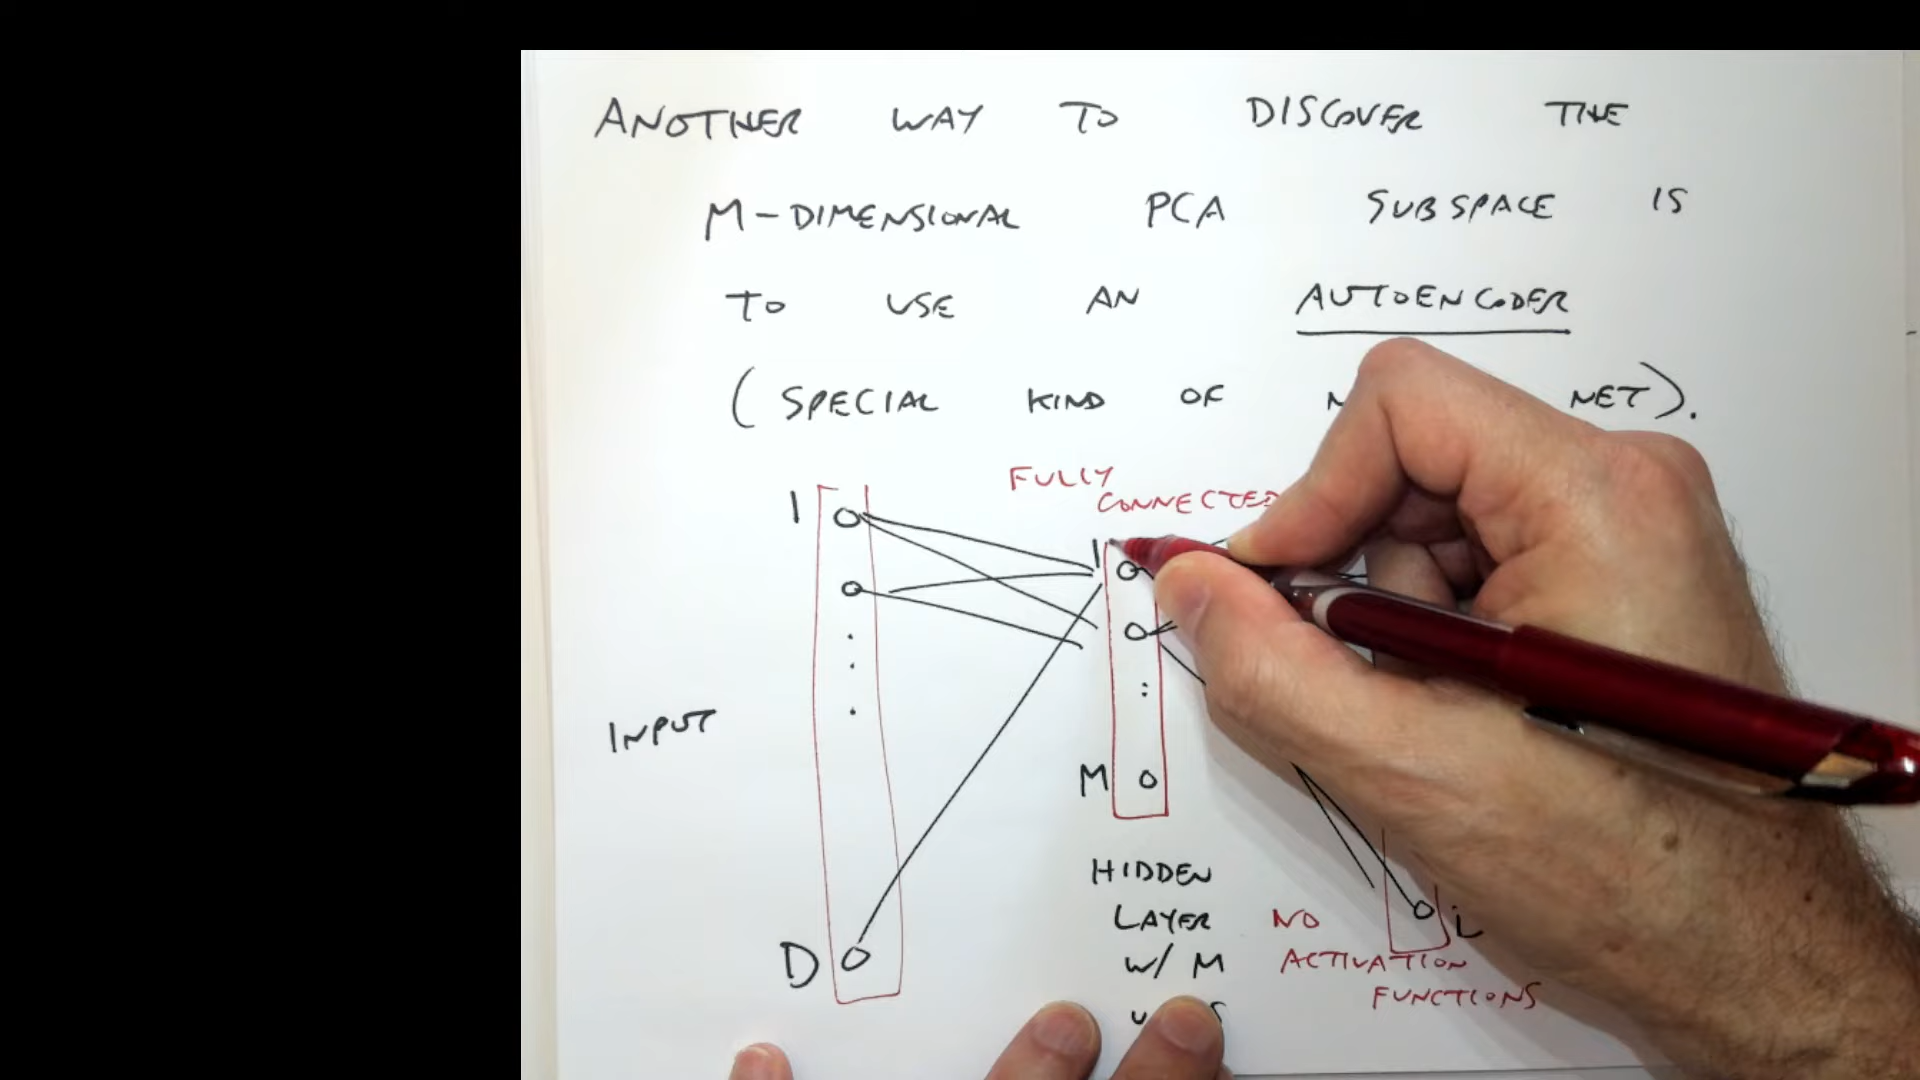 ANOTHER WAY TO DISCOVER THE
M-DIMENSIONAL PCA SUBSPACE IS
TO USE AN AUTOENCODER
(SPECIAL KIND OF NET).
FULLY
CONNECTED
1
1
INPUT
M
D
HIDDEN
LAYER NO
W/ M ACTIVATION
FUNCTIONS